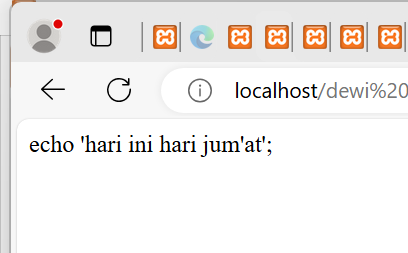 localhost/dewi%20
echo 'hari ini hari jum'at';